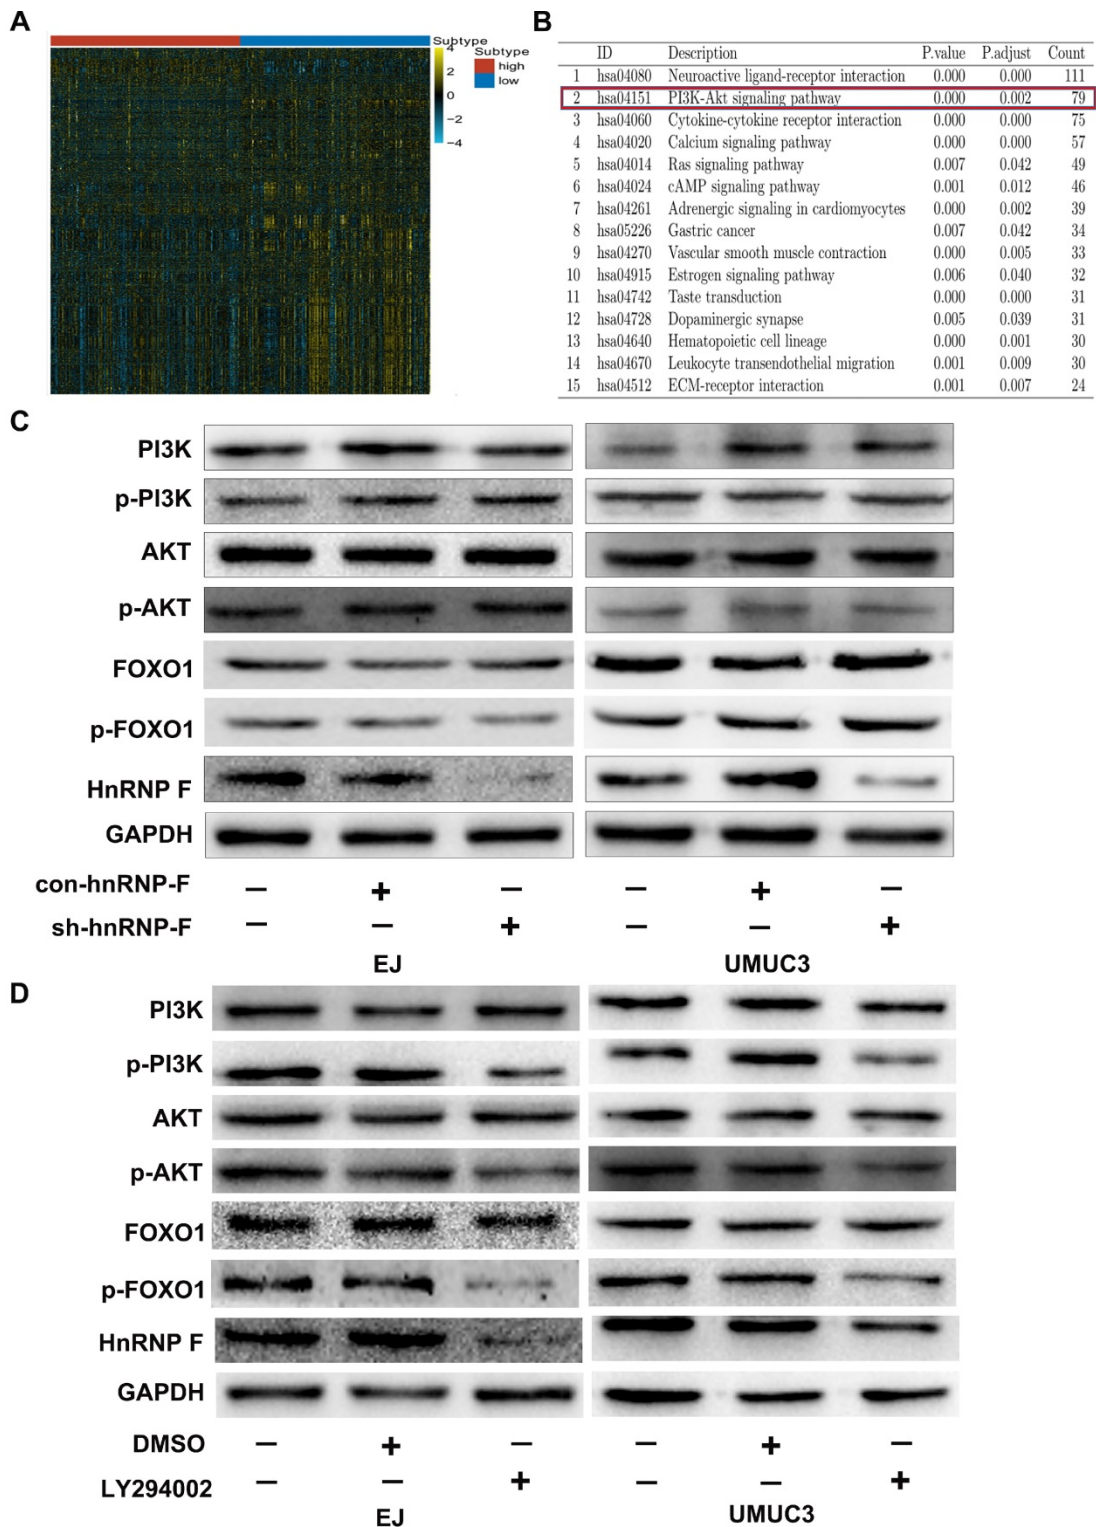 A
Subtype
4
2
0
−2
−4
Subtype
high
low
B
ID Description P.value P.adjust Count
1 hsa04080 Neuroactive ligand-receptor interaction 0.000 0.000 111
2 hsa04151 PI3K-Akt signaling pathway 0.000 0.002 79
3 hsa04060 Cytokine-cytokine receptor interaction 0.000 0.000 75
4 hsa04020 Calcium signaling pathway 0.000 0.000 57
5 hsa04014 Ras signaling pathway 0.007 0.042 49
6 hsa04024 cAMP signaling pathway 0.001 0.012 46
7 hsa04261 Adrenergic signaling in cardiomyocytes 0.000 0.002 39
8 hsa05226 Gastric cancer 0.007 0.042 34
9 hsa04270 Vascular smooth muscle contraction 0.000 0.005 33
10 hsa04915 Estrogen signaling pathway 0.006 0.040 32
11 hsa04742 Taste transduction 0.000 0.000 31
12 hsa04728 Dopaminergic synapse 0.005 0.039 31
13 hsa04640 Hematopoietic cell lineage 0.000 0.001 30
14 hsa04670 Leukocyte transendothelial migration 0.001 0.009 30
15 hsa04512 ECM-receptor interaction 0.001 0.007 24
C
PI3K
p-PI3K
AKT
p-AKT
FOXO1
p-FOXO1
HnRNP F
GAPDH
con-hnRNP-F − + − − + −
sh-hnRNP-F − − + − − +
EJ UMUC3
D
PI3K
p-PI3K
AKT
p-AKT
FOXO1
p-FOXO1
HnRNP F
GAPDH
DMSO − + − − + −
LY294002 − − + − − +
EJ UMUC3